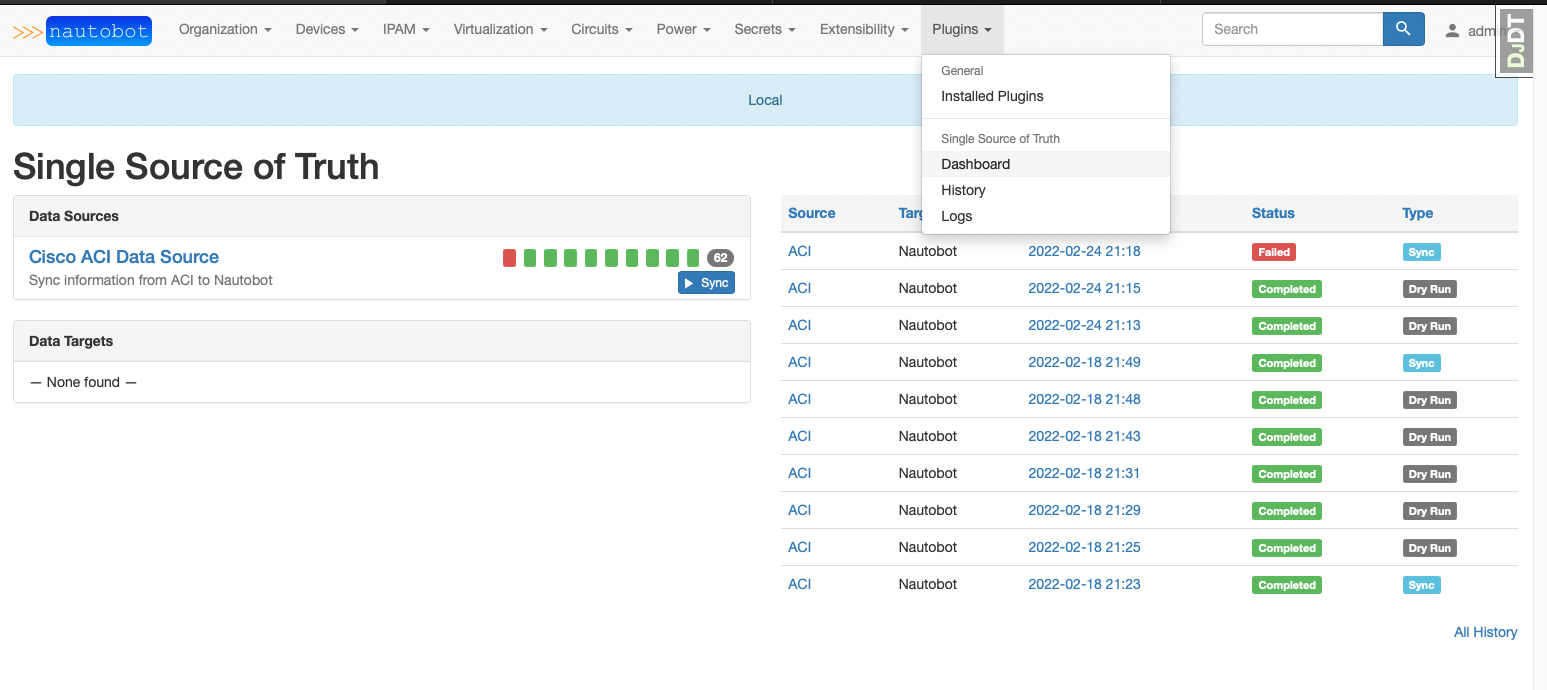 >>> nautobot Organization Devices IPAM Virtualization Circuits Power Secrets Extensibility Plugins Search admin
DjDT
General
Installed Plugins
Single Source of Truth
Dashboard
History
Logs
Local
Single Source of Truth
Data Sources
Cisco ACI Data Source 62
Sync information from ACI to Nautobot Sync
Data Targets
— None found —
Source Status Type
ACI Nautobot 2022-02-24 21:18 Failed Sync
ACI Nautobot 2022-02-24 21:15 Completed Dry Run
ACI Nautobot 2022-02-24 21:13 Completed Dry Run
ACI Nautobot 2022-02-18 21:49 Completed Sync
ACI Nautobot 2022-02-18 21:48 Completed Dry Run
ACI Nautobot 2022-02-18 21:43 Completed Dry Run
ACI Nautobot 2022-02-18 21:31 Completed Dry Run
ACI Nautobot 2022-02-18 21:29 Completed Dry Run
ACI Nautobot 2022-02-18 21:25 Completed Dry Run
ACI Nautobot 2022-02-18 21:23 Completed Sync
All History